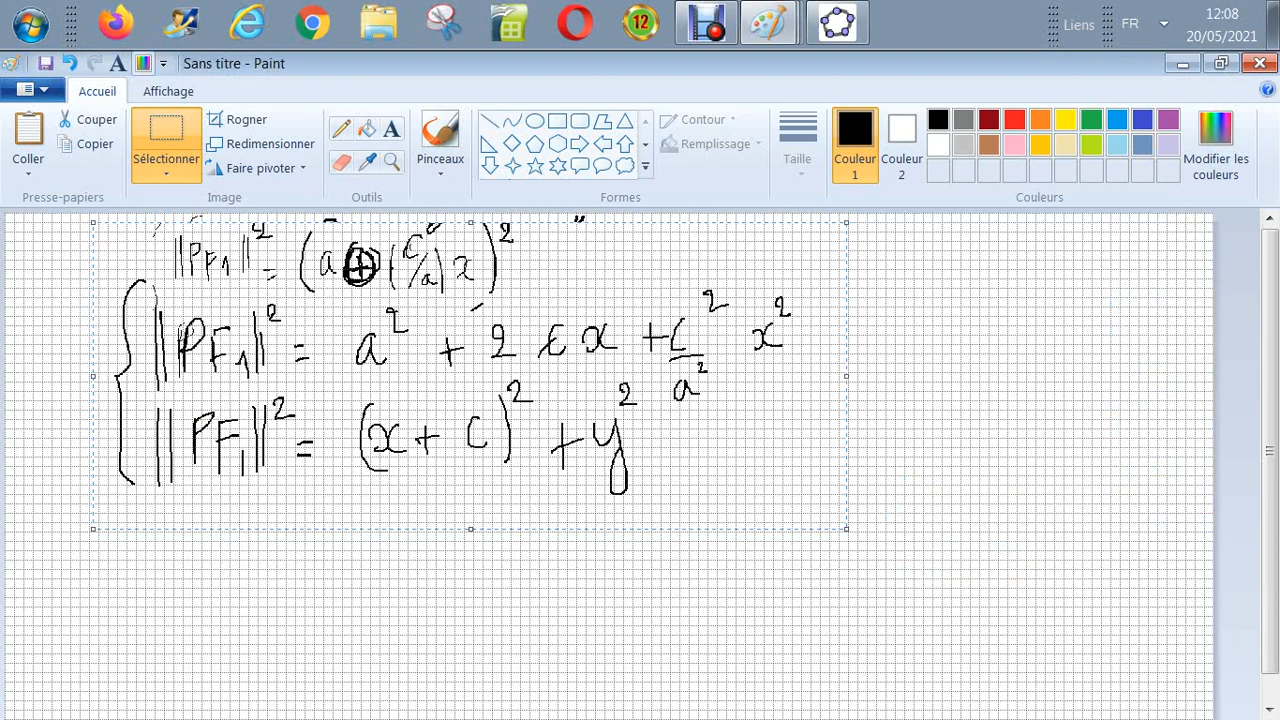 12
Liens
FR
12:08
20/05/2021
Sans titre - Paint
Accueil
Affichage
Coller
Couper
Copier
Presse-papiers
Sélectionner
Rogner
Redimensionner
Faire pivoter
Image
A
Outils
Pinceaux
Contour
Remplissage
Formes
Taille
Couleur 1
Couleur 2
Modifier les couleurs
Couleurs
||PF₁||² = (a ⊕ (c/a) x)²
||PF₁||² = a² + 2 c x + c²/a² x²
||PF₁||² = (x + c)² + y²